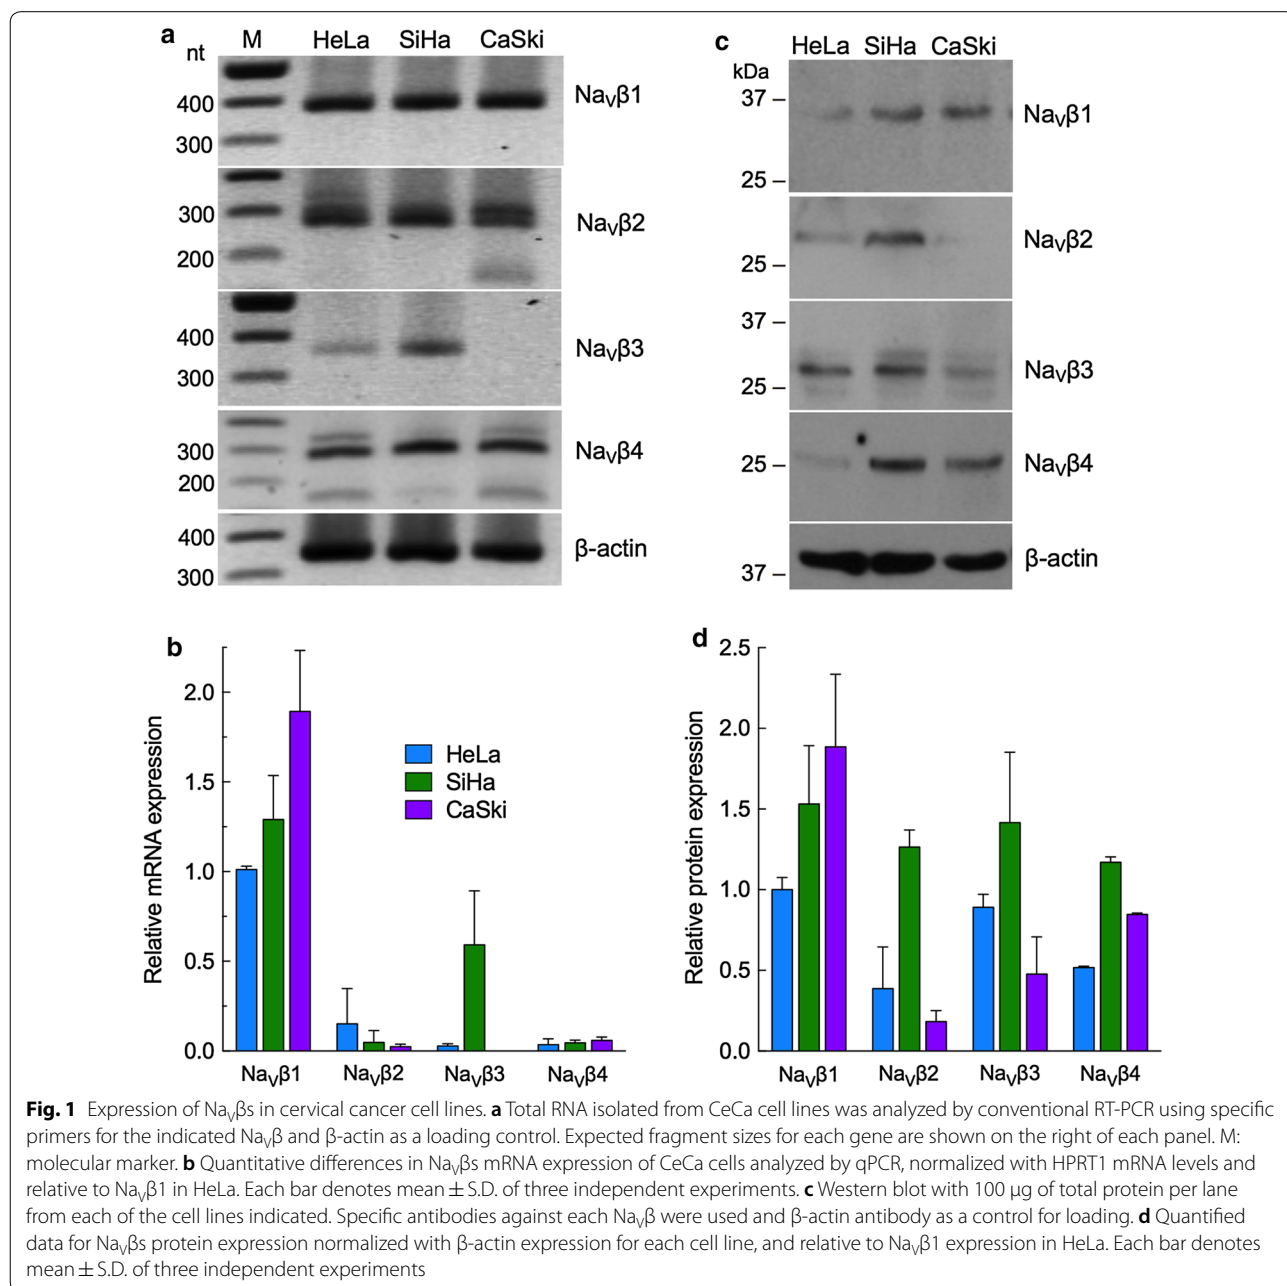 a
nt
M HeLa SiHa CaSki
400
300
NaVβ1
300
200
NaVβ2
400
300
NaVβ3
300
200
NaVβ4
400
300
β-actin
c
HeLa SiHa CaSki
kDa
37
25
NaVβ1
25
NaVβ2
37
25
NaVβ3
25
NaVβ4
37
β-actin
b
Relative mRNA expression
2.0
1.5
1.0
0.5
0.0
HeLa
SiHa
CaSki
NaVβ1 NaVβ2 NaVβ3 NaVβ4
d
Relative protein expression
2.5
2.0
1.5
1.0
0.5
0.0
NaVβ1 NaVβ2 NaVβ3 NaVβ4
Fig. 1 Expression of NaVβs in cervical cancer cell lines. a Total RNA isolated from CeCa cell lines was analyzed by conventional RT-PCR using specific
primers for the indicated NaVβ and β-actin as a loading control. Expected fragment sizes for each gene are shown on the right of each panel. M:
molecular marker. b Quantitative differences in NaVβs mRNA expression of CeCa cells analyzed by qPCR, normalized with HPRT1 mRNA levels and
relative to NaVβ1 in HeLa. Each bar denotes mean ± S.D. of three independent experiments. c Western blot with 100 µg of total protein per lane
from each of the cell lines indicated. Specific antibodies against each NaVβ were used and β-actin antibody as a control for loading. d Quantified
data for NaVβs protein expression normalized with β-actin expression for each cell line, and relative to NaVβ1 expression in HeLa. Each bar denotes
mean ± S.D. of three independent experiments